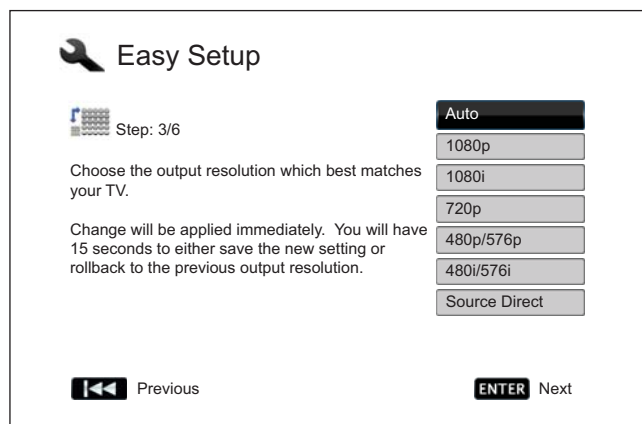 Easy Setup
Step: 3/6
Choose the output resolution which best matches
your TV.
Change will be applied immediately.  You will have
15 seconds to either save the new setting or
rollback to the previous output resolution.
Auto
1080p
1080i
720p
480p/576p
480i/576i
Source Direct
Previous
ENTER Next